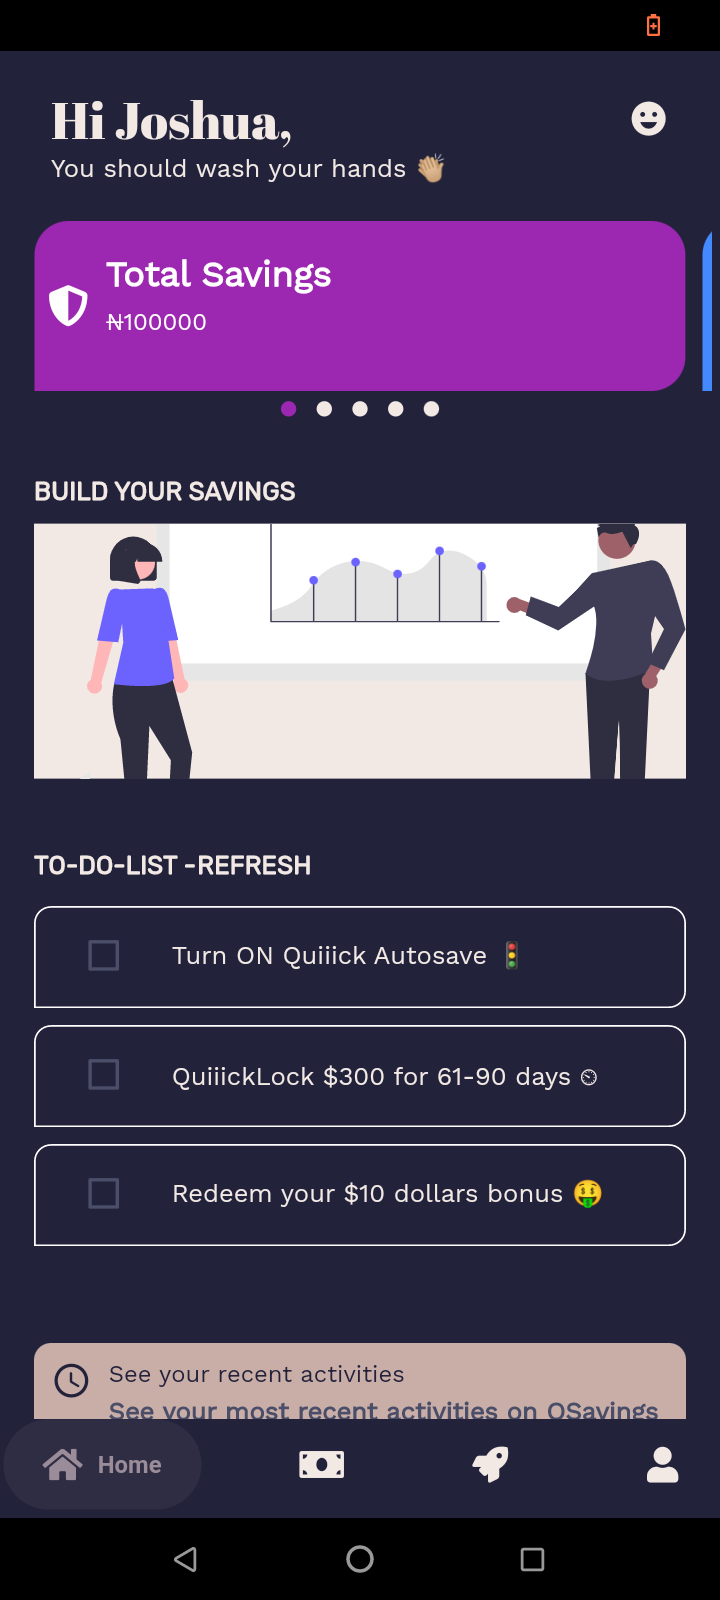 Hi Joshua,
You should wash your hands 👏🏼
Total Savings
₦100000
BUILD YOUR SAVINGS
TO-DO-LIST -REFRESH
Turn ON Quiiick Autosave 🚦
QuiiickLock $300 for 61-90 days ⏲
Redeem your $10 dollars bonus 🤑
See your recent activities
See your most recent activities on OSavings
Home